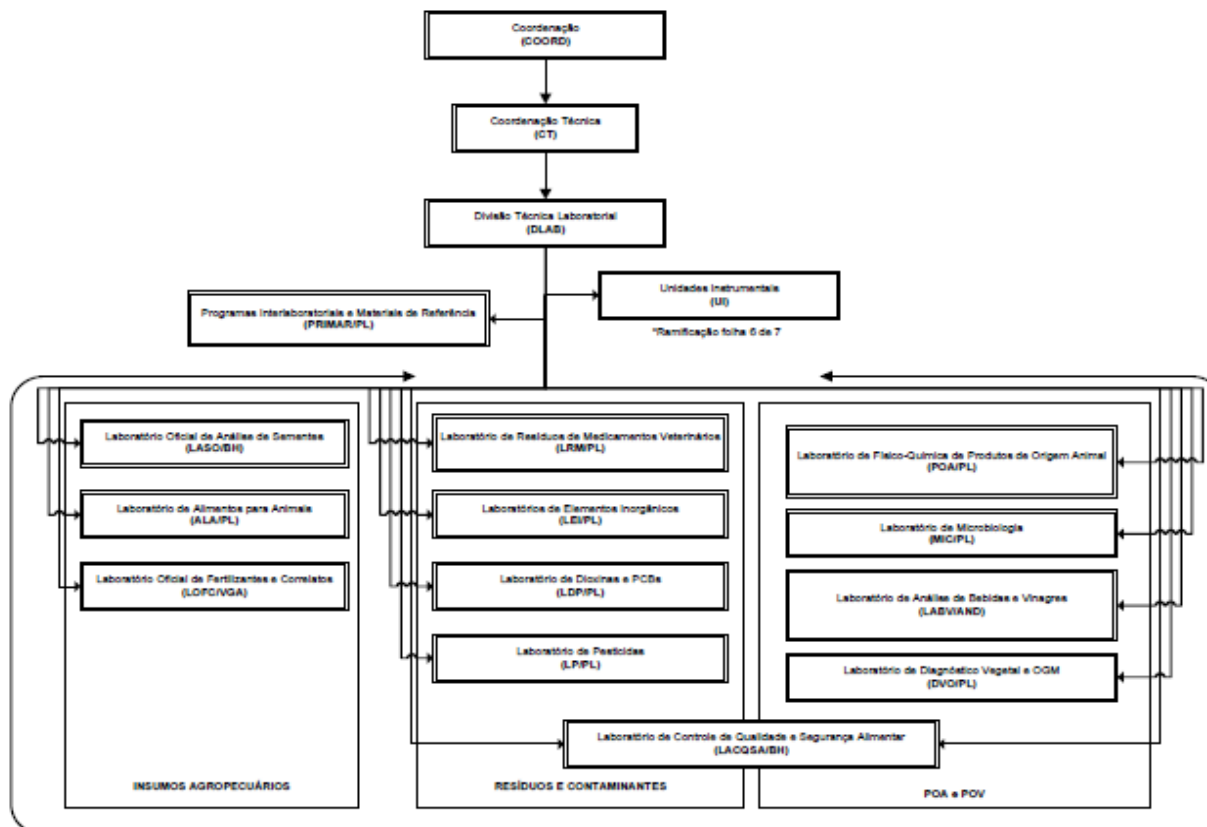 Coordenação
(COORD)
Coordenação Técnica
(CT)
Divisão Técnica Laboratorial
(DLAB)
Unidades Instrumentais
(UI)
*Ramificação folha 6 de 7
Programas Interlaboratoriais e Materiais de Referência
(PRIMAR/PL)
Laboratório Oficial de Análise de Sementes
(LASO/BH)
Laboratório de Alimentos para Animais
(ALA/PL)
Laboratório Oficial de Fertilizantes e Correlatos
(LOFC/VGA)
INSUMOS AGROPECUÁRIOS
Laboratório de Resíduos de Medicamentos Veterinários
(LRM/PL)
Laboratórios de Elementos Inorgânicos
(LEI/PL)
Laboratório de Dioxinas e PCBs
(LDP/PL)
Laboratório de Pesticidas
(LP/PL)
Laboratório de Controle de Qualidade e Segurança Alimentar
(LACQSA/BH)
RESÍDUOS E CONTAMINANTES
Laboratório de Físico-Química de Produtos de Origem Animal
(POA/PL)
Laboratório de Microbiologia
(MIC/PL)
Laboratório de Análise de Bebidas e Vinagres
(LABV/AND)
Laboratório de Diagnóstico Vegetal e OGM
(DVO/PL)
POA e POV